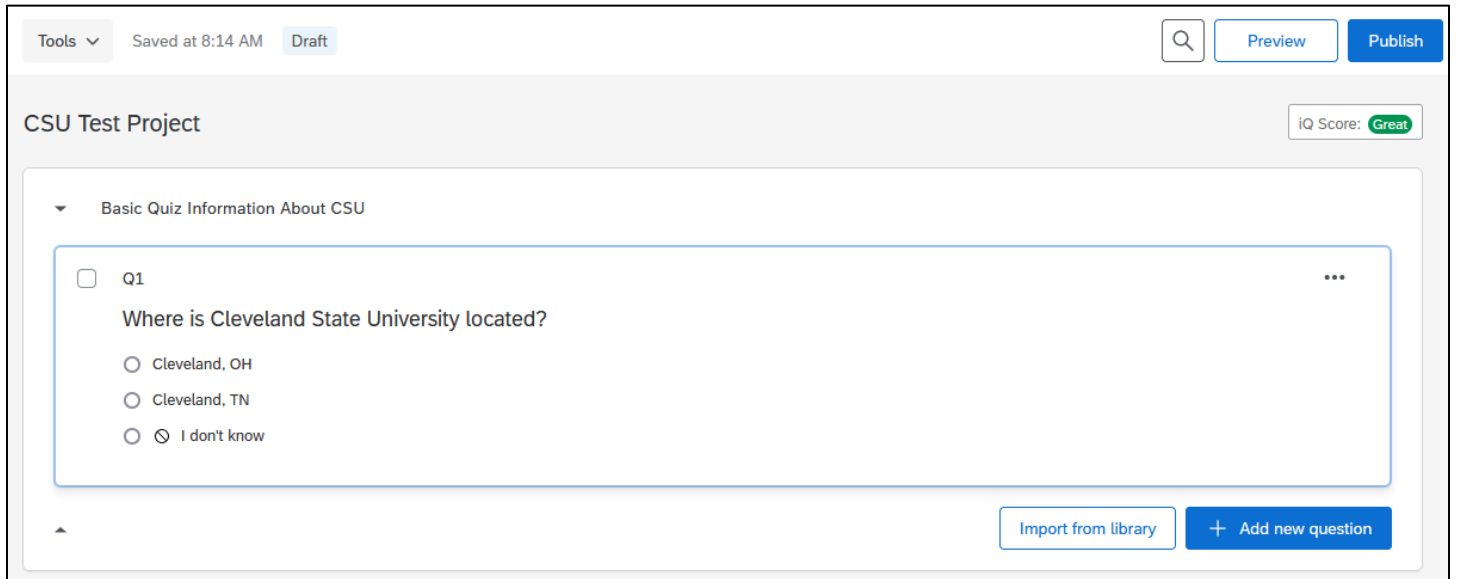 Tools Saved at 8:14 AM Draft Preview Publish
CSU Test Project iQ Score: Great
Basic Quiz Information About CSU
Q1
Where is Cleveland State University located?
Cleveland, OH
Cleveland, TN
I don't know
Import from library + Add new question